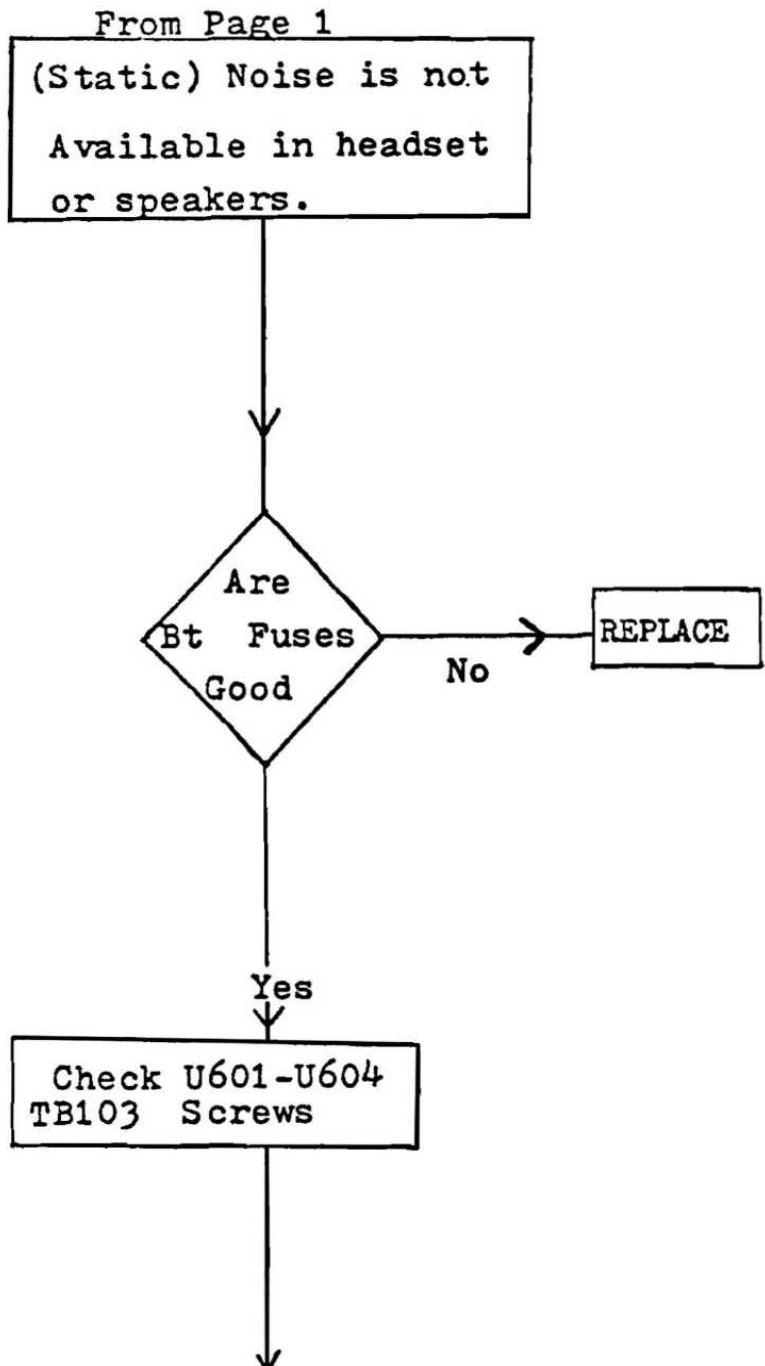 From Page 1
(Static) Noise is not
Available in headset
or speakers.
Are
Bt Fuses
Good
No
REPLACE
Yes
Check U601-U604
TB103 Screws